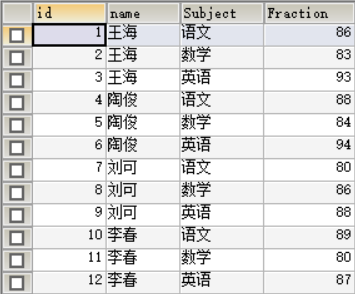 id name Subject Fraction
1 王海 语文 86
2 王海 数学 83
3 王海 英语 93
4 陶俊 语文 88
5 陶俊 数学 84
6 陶俊 英语 94
7 刘可 语文 80
8 刘可 数学 86
9 刘可 英语 88
10 李春 语文 89
11 李春 数学 80
12 李春 英语 87